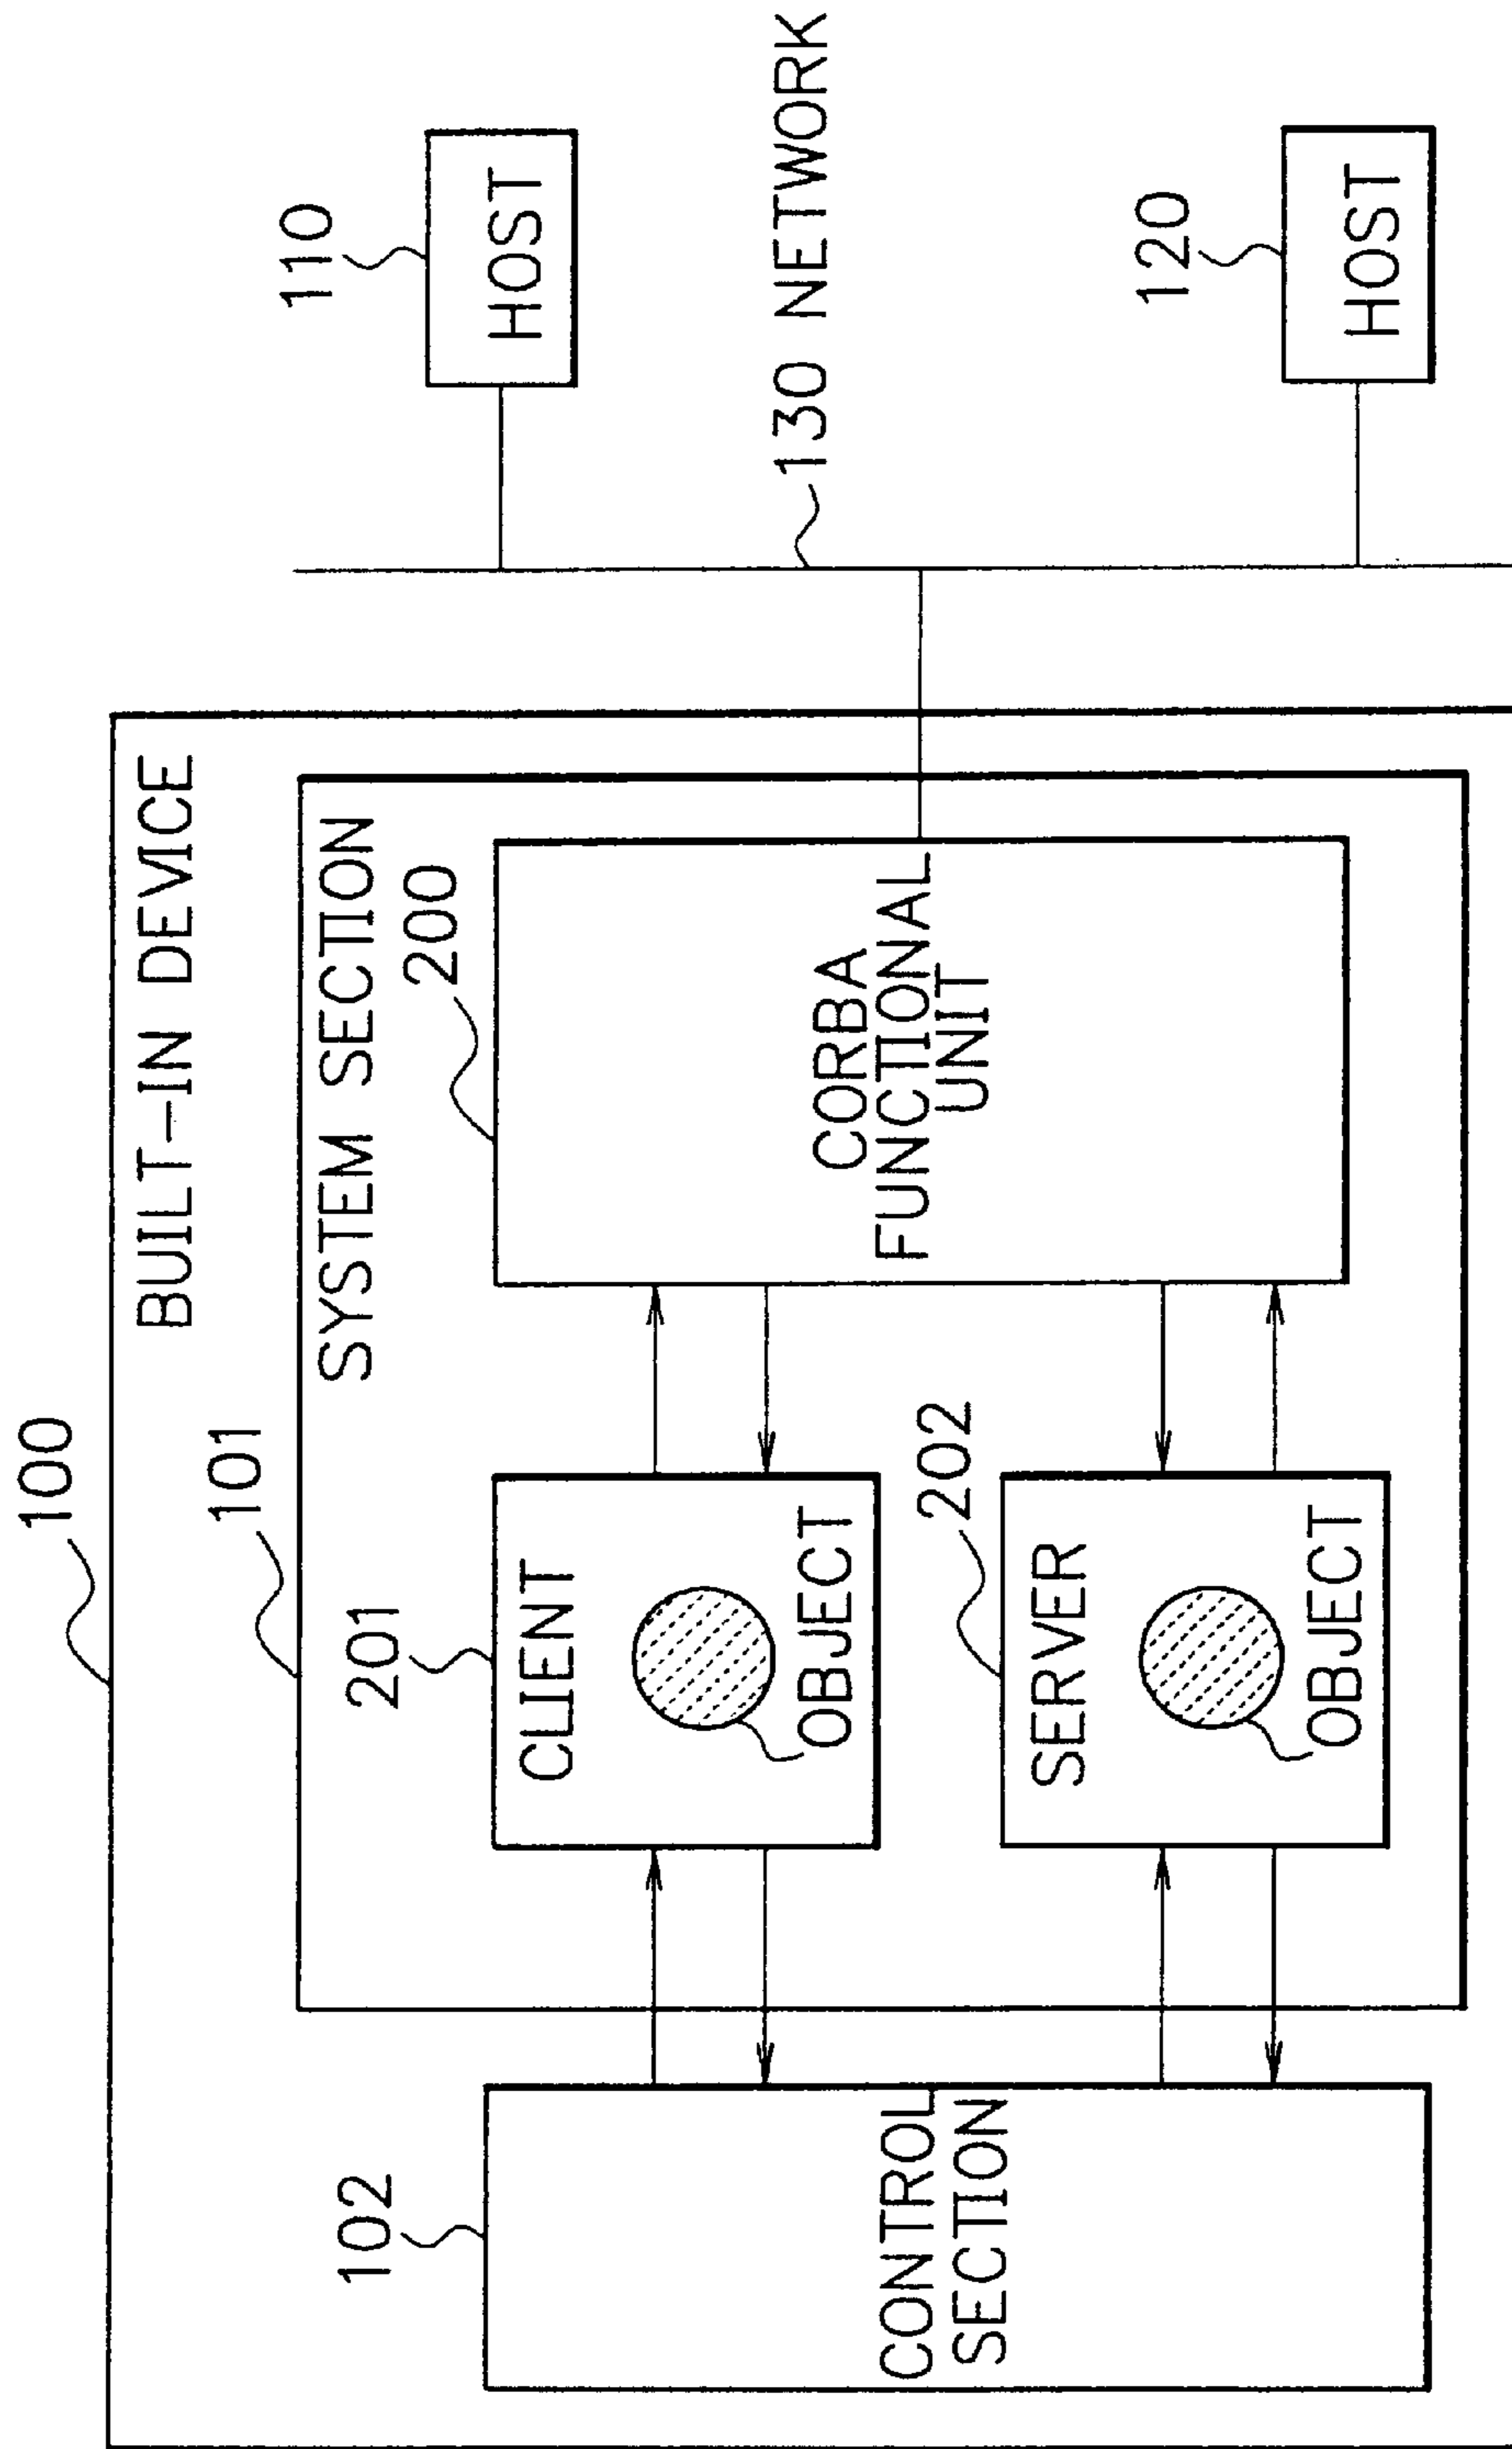 100
BUILT-IN DEVICE
101
SYSTEM SECTION
102
CONTROL
SECTION
201
CLIENT
OBJECT
202
SERVER
OBJECT
200
CORBA
FUNCTIONAL
UNIT
110
HOST
130 NETWORK
120
HOST